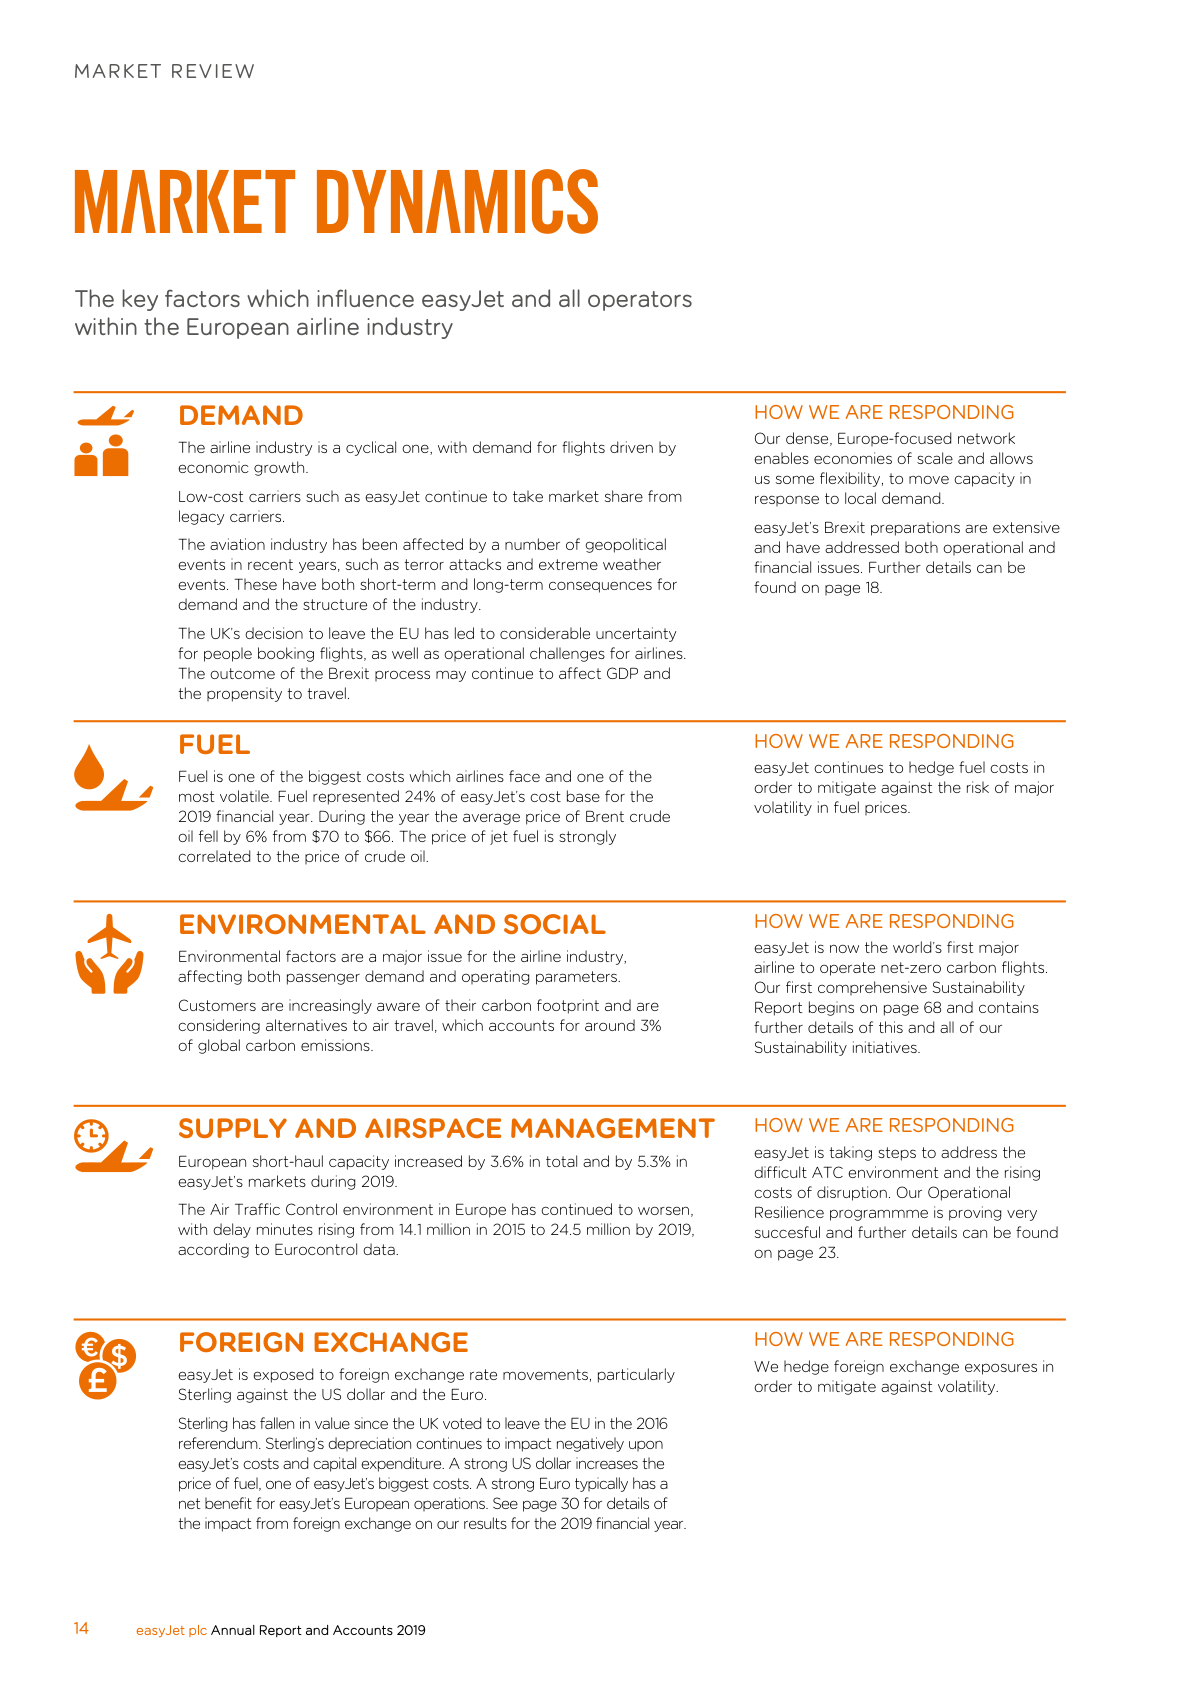 MARKET REVIEW
MARKET DYNAMICS
The key factors which influence easyJet and all operators
within the European airline industry
DEMAND
The airline industry is a cyclical one, with demand for flights driven by
economic growth.
Low-cost carriers such as easyJet continue to take market share from
legacy carriers.
The aviation industry has been affected by a number of geopolitical
events in recent years, such as terror attacks and extreme weather
events. These have both short-term and long-term consequences for
demand and the structure of the industry.
The UK's decision to leave the EU has led to considerable uncertainty
for people booking flights, as well as operational challenges for airlines.
The outcome of the Brexit process may continue to affect GDP and
the propensity to travel.
HOW WE ARE RESPONDING
Our dense, Europe-focused network
enables economies of scale and allows
us some flexibility, to move capacity in
response to local demand.
easyJet's Brexit preparations are extensive
and have addressed both operational and
financial issues. Further details can be
found on page 18.
FUEL
Fuel is one of the biggest costs which airlines face and one of the
most volatile. Fuel represented 24% of easyJet's cost base for the
2019 financial year. During the year the average price of Brent crude
oil fell by 6% from $70 to $66. The price of jet fuel is strongly
correlated to the price of crude oil.
HOW WE ARE RESPONDING
easyJet continues to hedge fuel costs in
order to mitigate against the risk of major
volatility in fuel prices.
ENVIRONMENTAL AND SOCIAL
Environmental factors are a major issue for the airline industry,
affecting both passenger demand and operating parameters.
Customers are increasingly aware of their carbon footprint and are
considering alternatives to air travel, which accounts for around 3%
of global carbon emissions.
HOW WE ARE RESPONDING
easyJet is now the world's first major
airline to operate net-zero carbon flights.
Our first comprehensive Sustainability
Report begins on page 68 and contains
further details of this and all of our
Sustainability initiatives.
SUPPLY AND AIRSPACE MANAGEMENT
European short-haul capacity increased by 3.6% in total and by 5.3% in
easyJet's markets during 2019.
The Air Traffic Control environment in Europe has continued to worsen,
with delay minutes rising from 14.1 million in 2015 to 24.5 million by 2019,
according to Eurocontrol data.
HOW WE ARE RESPONDING
easyJet is taking steps to address the
difficult ATC environment and the rising
costs of disruption. Our Operational
Resilience programmme is proving very
succesful and further details can be found
on page 23.
€ $ £
FOREIGN EXCHANGE
easyJet is exposed to foreign exchange rate movements, particularly
Sterling against the US dollar and the Euro.
Sterling has fallen in value since the UK voted to leave the EU in the 2016
referendum. Sterling's depreciation continues to impact negatively upon
easyJet's costs and capital expenditure. A strong US dollar increases the
price of fuel, one of easyJet's biggest costs. A strong Euro typically has a
net benefit for easyJet's European operations. See page 30 for details of
the impact from foreign exchange on our results for the 2019 financial year.
HOW WE ARE RESPONDING
We hedge foreign exchange exposures in
order to mitigate against volatility.
14 easyJet plc Annual Report and Accounts 2019